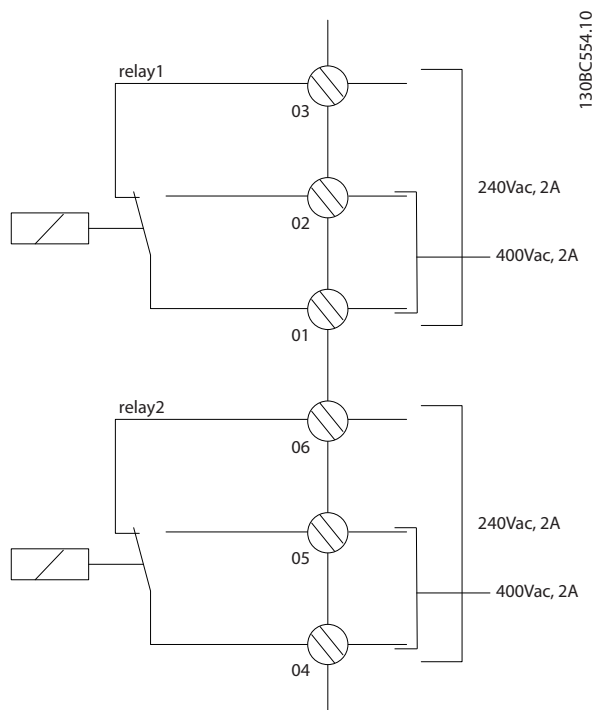 130BC554.10
relay1
03
240Vac, 2A
02
400Vac, 2A
01
relay2
06
240Vac, 2A
05
400Vac, 2A
04